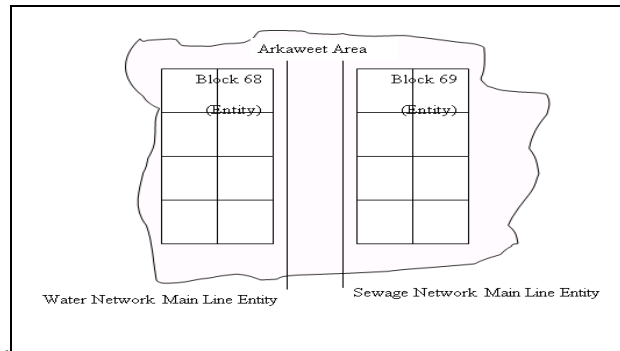 Arkaweet Area
Block 68
(Entity)
Block 69
(Entity)
Water Network Main Line Entity
Sewage Network Main Line Entity